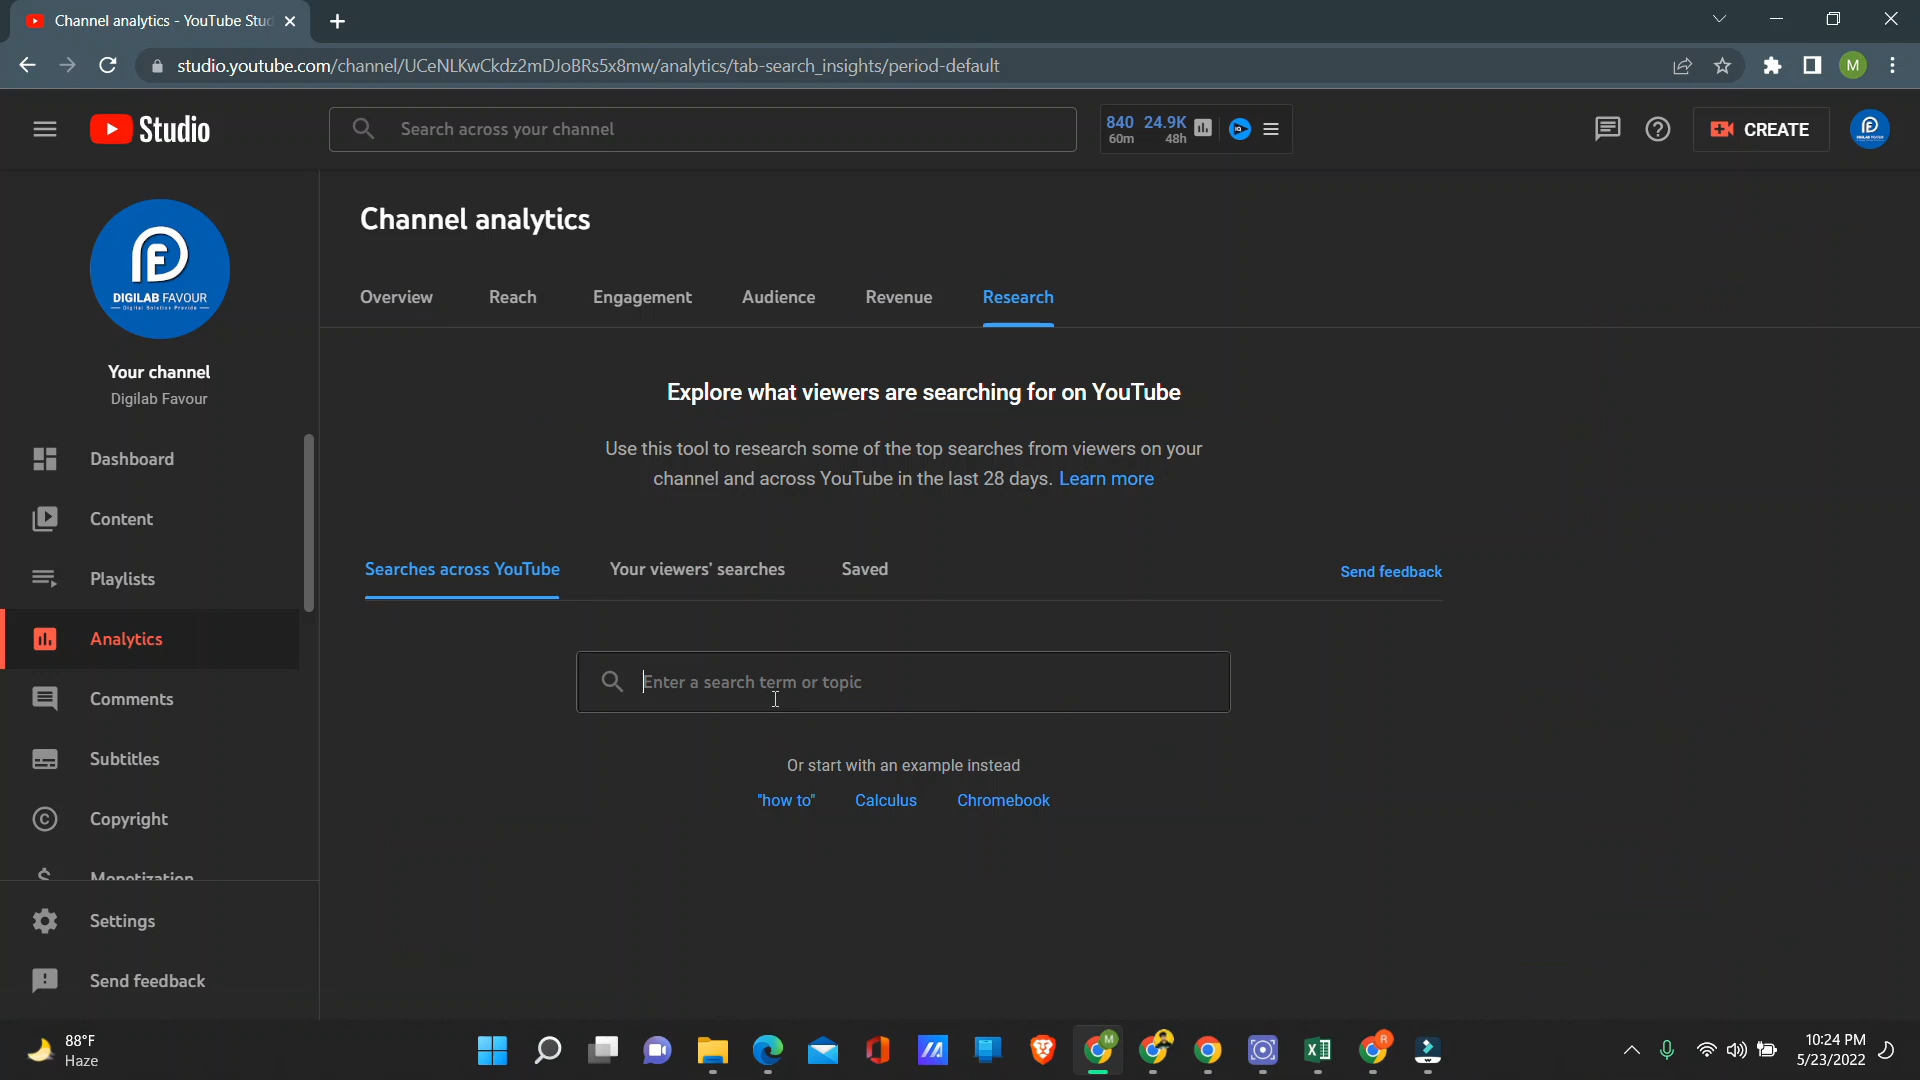 Channel analytics - YouTube Stud
studio.youtube.com/channel/UCeNLKwCkdz2mDJoBRs5x8mw/analytics/tab-search_insights/period-default
M
Studio
Search across your channel
840 24.9K
60m 48h
CREATE
DIGILAB FAVOUR
Your channel
Digilab Favour
Dashboard
Content
Playlists
Analytics
Comments
Subtitles
Copyright
Monetization
Settings
Send feedback
Channel analytics
Overview Reach Engagement Audience Revenue Research
Explore what viewers are searching for on YouTube
Use this tool to research some of the top searches from viewers on your
channel and across YouTube in the last 28 days. Learn more
Searches across YouTube Your viewers' searches Saved Send feedback
Enter a search term or topic
Or start with an example instead
"how to" Calculus Chromebook
88°F
Haze
M
R
10:24 PM
5/23/2022